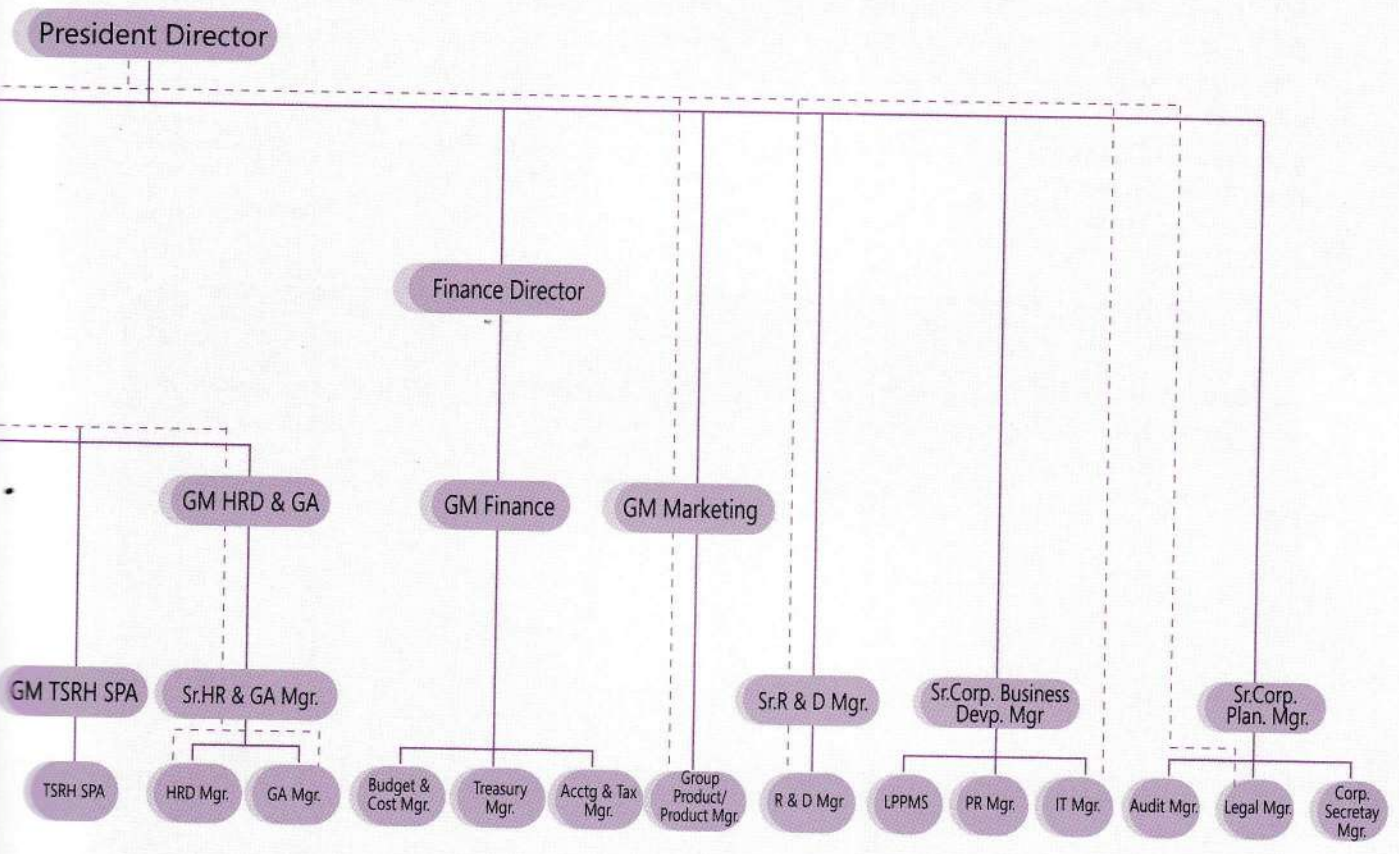 President Director
Finance Director
GM HRD & GA
GM Finance
GM Marketing
GM TSRH SPA
Sr.HR & GA Mgr.
Sr.R & D Mgr.
Sr.Corp. Business
Devp. Mgr
Sr.Corp.
Plan. Mgr.
TSRH SPA
HRD Mgr.
GA Mgr.
Budget &
Cost Mgr.
Treasury
Mgr.
Acctg & Tax
Mgr.
Group
Product/
Product Mgr.
R & D Mgr
LPPMS
PR Mgr.
IT Mgr.
Audit Mgr.
Legal Mgr.
Corp.
Secretay
Mgr.